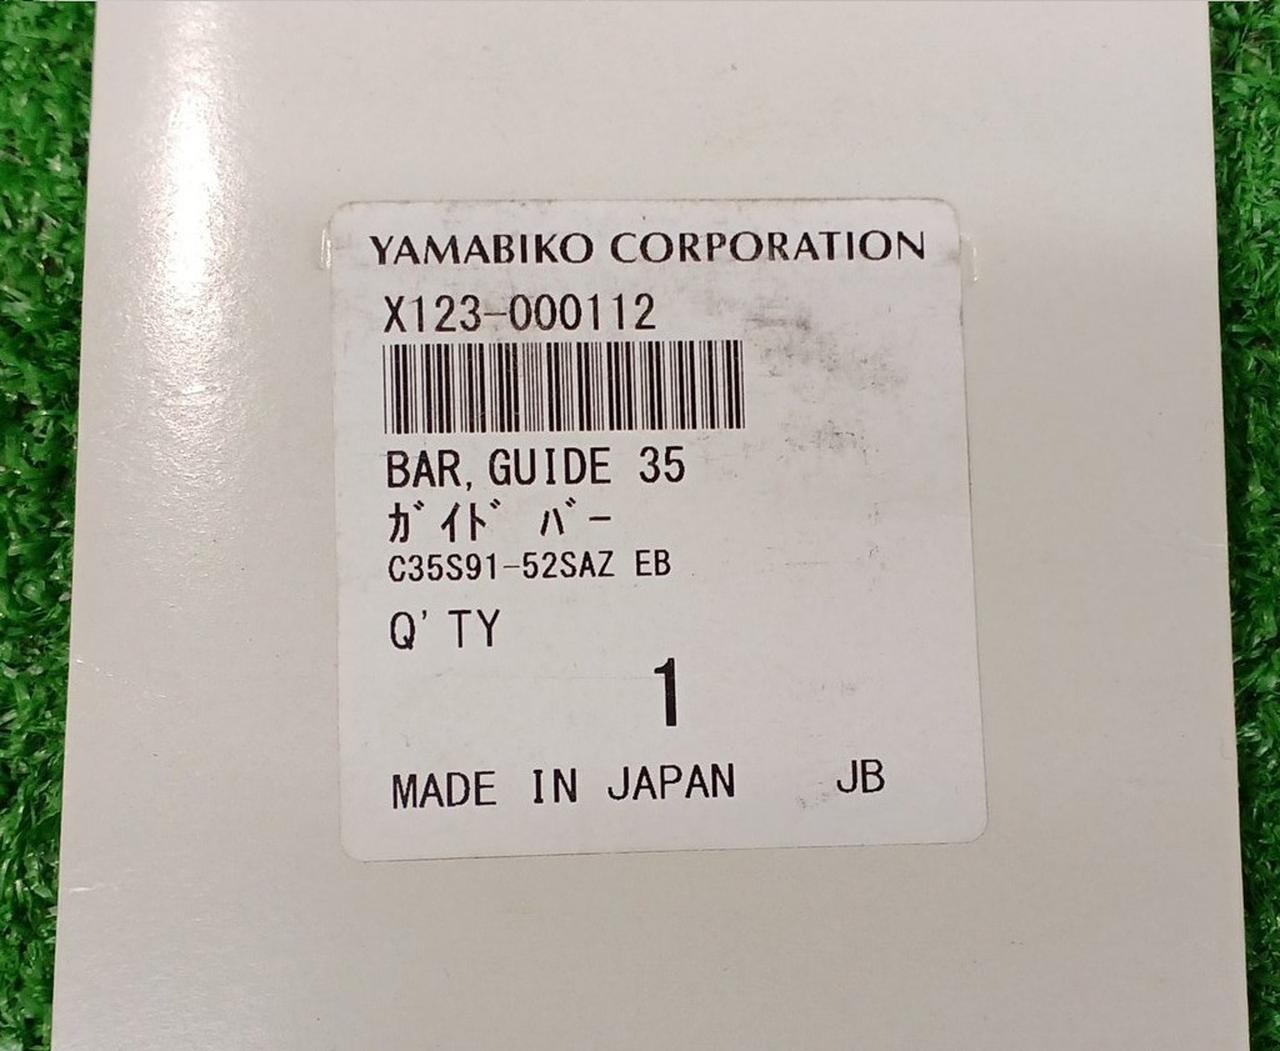 YAMABIKO CORPORATION
X123-000112
BAR, GUIDE 35
ｶﾞｲﾄﾞ ﾊﾞｰ
C35S91-52SAZ EB
Q'TY
1
MADE IN JAPAN JB